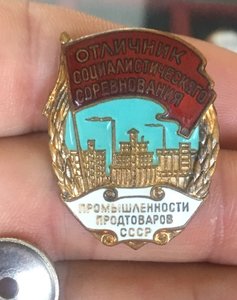 ОТЛИЧНИК
СОЦИАЛИСТИЧЕСКОГО
СОРЕВНОВАНИЯ
ПРОМЫШЛЕННОСТИ
ПРОДТОВАРОВ
СССР